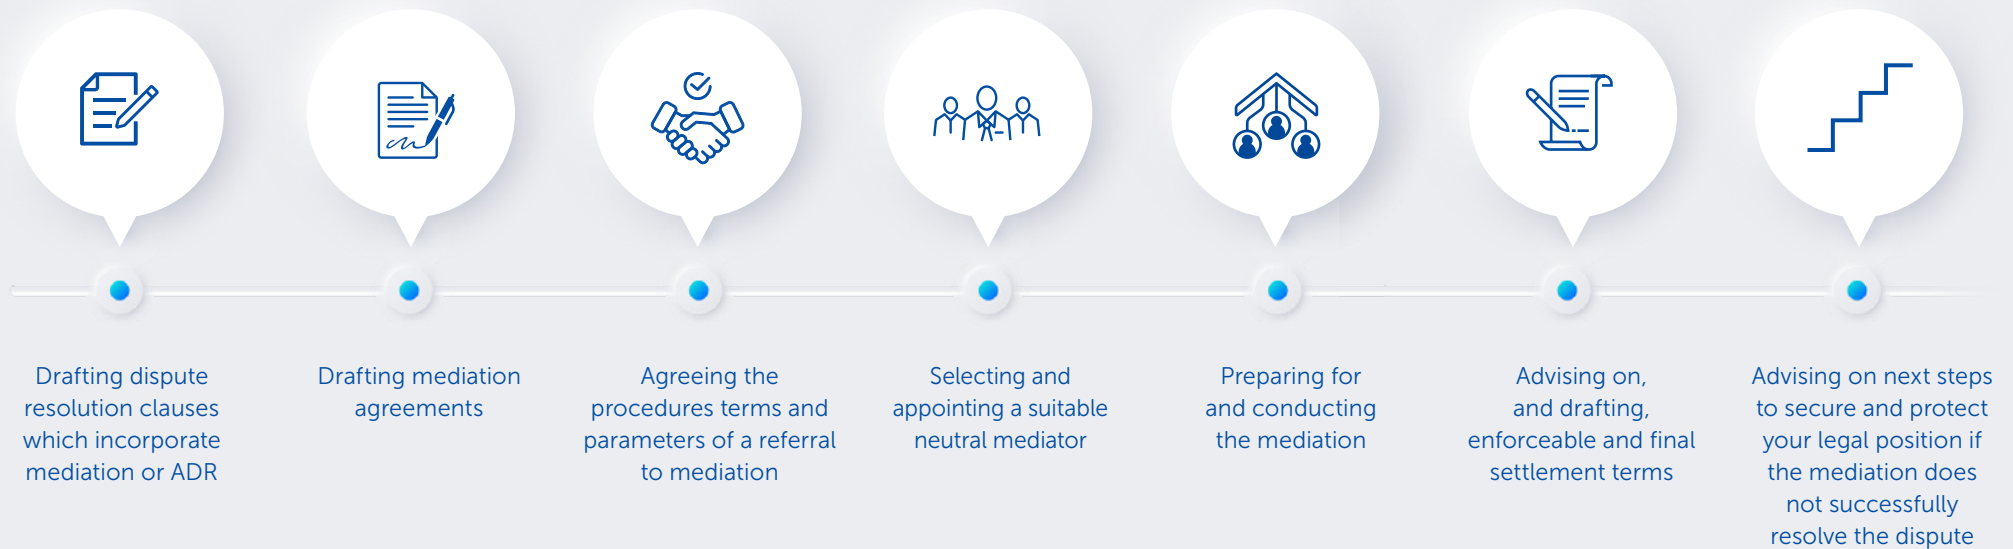 Drafting dispute
resolution clauses
which incorporate
mediation or ADR
Drafting mediation
agreements
Agreeing the
procedures terms and
parameters of a referral
to mediation
Selecting and
appointing a suitable
neutral mediator
Preparing for
and conducting
the mediation
Advising on,
and drafting,
enforceable and final
settlement terms
Advising on next steps
to secure and protect
your legal position if
the mediation does
not successfully
resolve the dispute